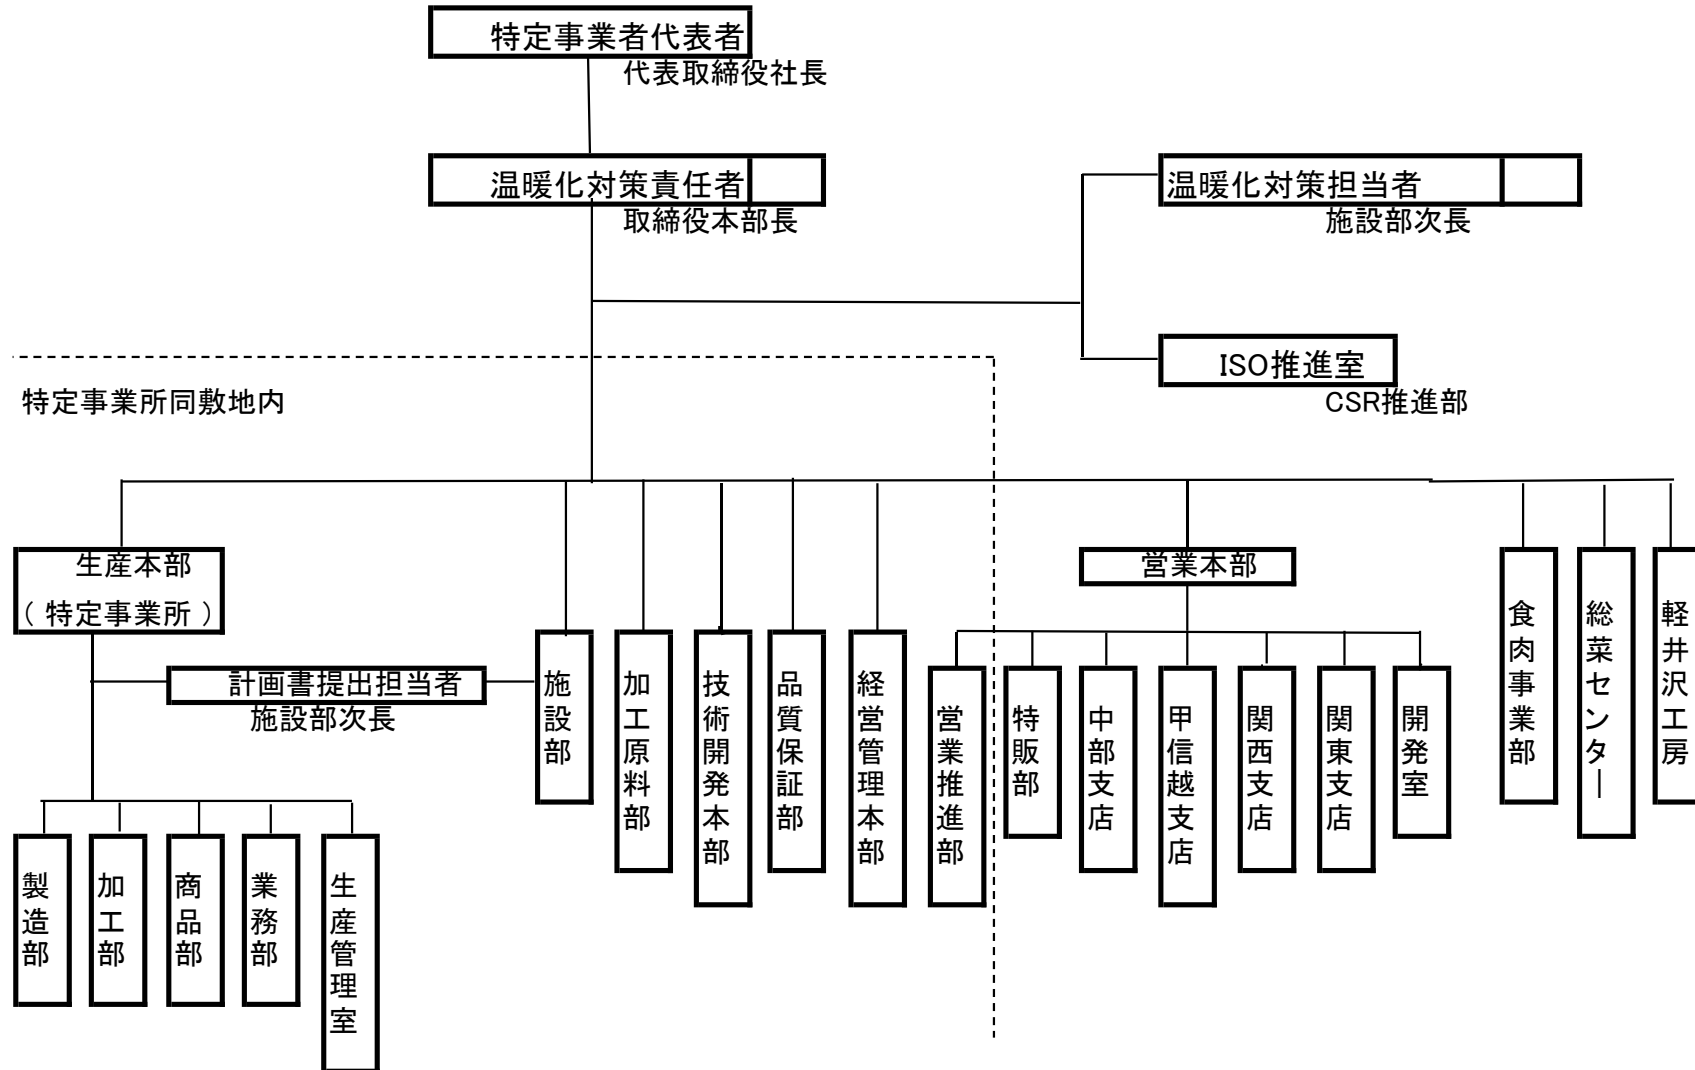 特定事業者代表者
代表取締役社長
温暖化対策責任者
取締役本部長
温暖化対策担当者
施設部次長
ISO推進室
CSR推進部
特定事業所同敷地内
生産本部
（ 特定事業所 ）
営業本部
計画書提出担当者
施設部次長
施設部
加工原料部
技術開発本部
品質保証部
経営管理本部
営業推進部
特販部
中部支店
甲信越支店
関西支店
関東支店
開発室
食肉事業部
総菜センター
軽井沢工房
製造部
加工部
商品部
業務部
生産管理室